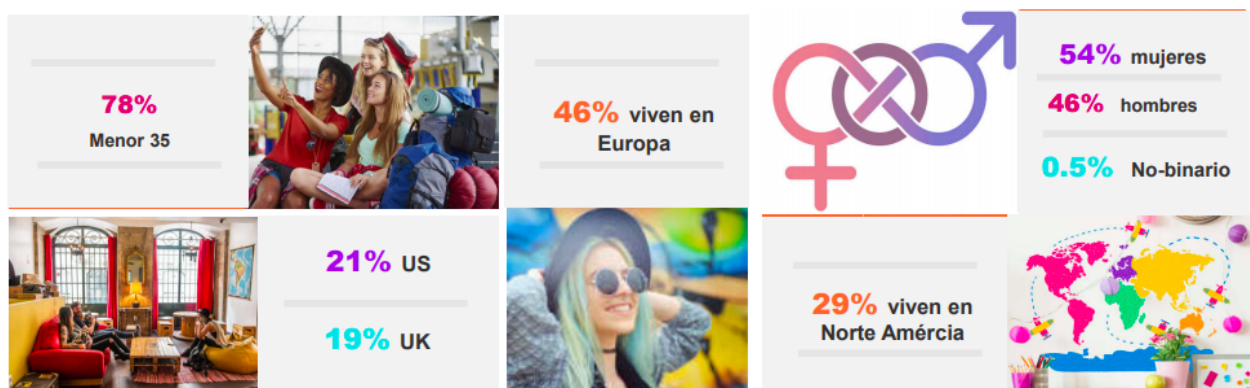 78%
Menor 35
46% viven en
Europa
54% mujeres
46% hombres
0.5% No-binario
21% US
19% UK
29% viven en
Norte Amércia